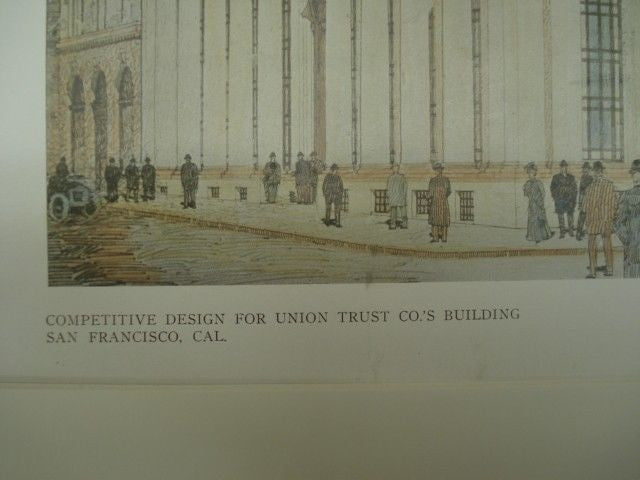 COMPETITIVE DESIGN FOR UNION TRUST CO.'S BUILDING
SAN FRANCISCO, CAL.